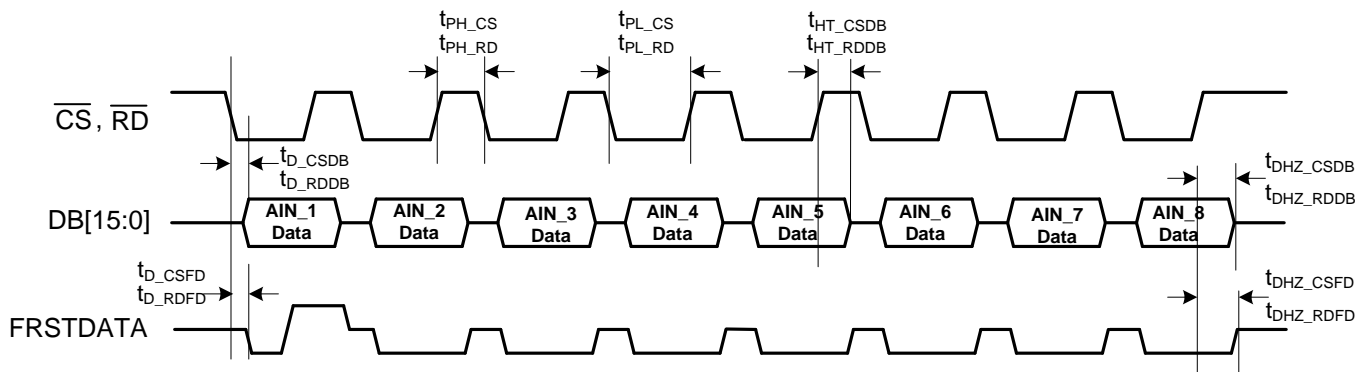 tPH_CS
tPH_RD
tPL_CS
tPL_RD
tHT_CSDB
tHT_RDDB
CS, RD
tD_CSDB
tD_RDDB
tDHZ_CSDB
tDHZ_RDDB
DB[15:0]
AIN_1
Data
AIN_2
Data
AIN_3
Data
AIN_4
Data
AIN_5
Data
AIN_6
Data
AIN_7
Data
AIN_8
Data
tD_CSFD
tD_RDFD
tDHZ_CSFD
tDHZ_RDFD
FRSTDATA